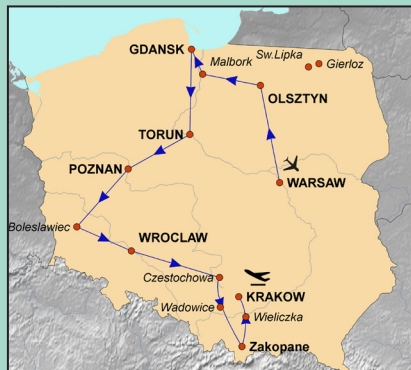 GDANSK
Malbork
Sw.Lipka
Gierloz
OLSZTYN
TORUN
POZNAN
WARSAW
Boleslawiec
WROCLAW
Czestochowa
KRAKOW
Wadowice
Wieliczka
Zakopane